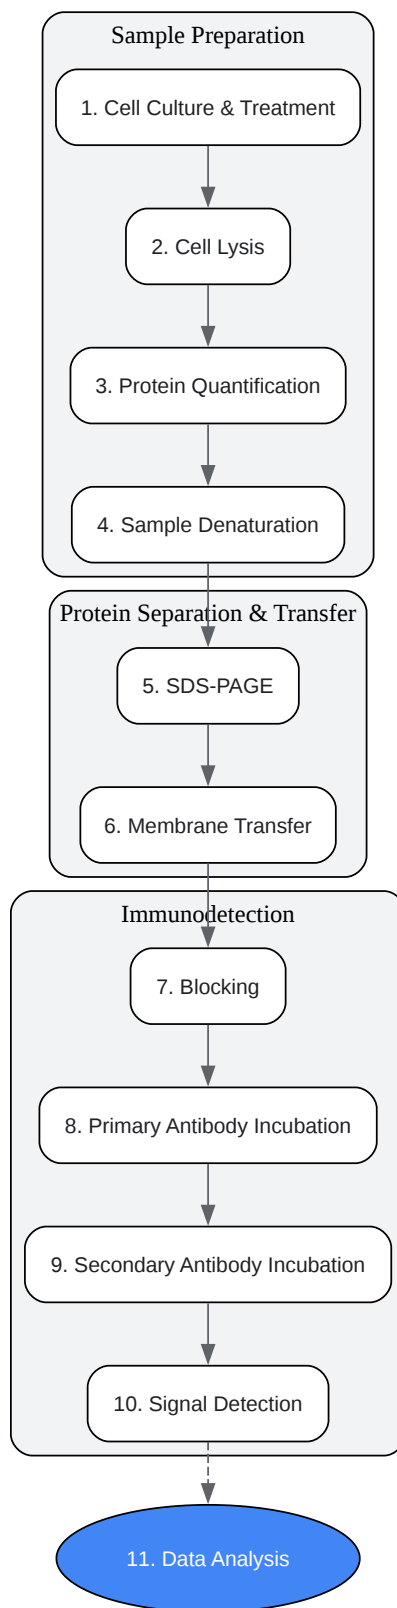 Sample Preparation
1. Cell Culture & Treatment
2. Cell Lysis
3. Protein Quantification
4. Sample Denaturation
Protein Separation & Transfer
5. SDS-PAGE
6. Membrane Transfer
Immunodetection
7. Blocking
8. Primary Antibody Incubation
9. Secondary Antibody Incubation
10. Signal Detection
11. Data Analysis